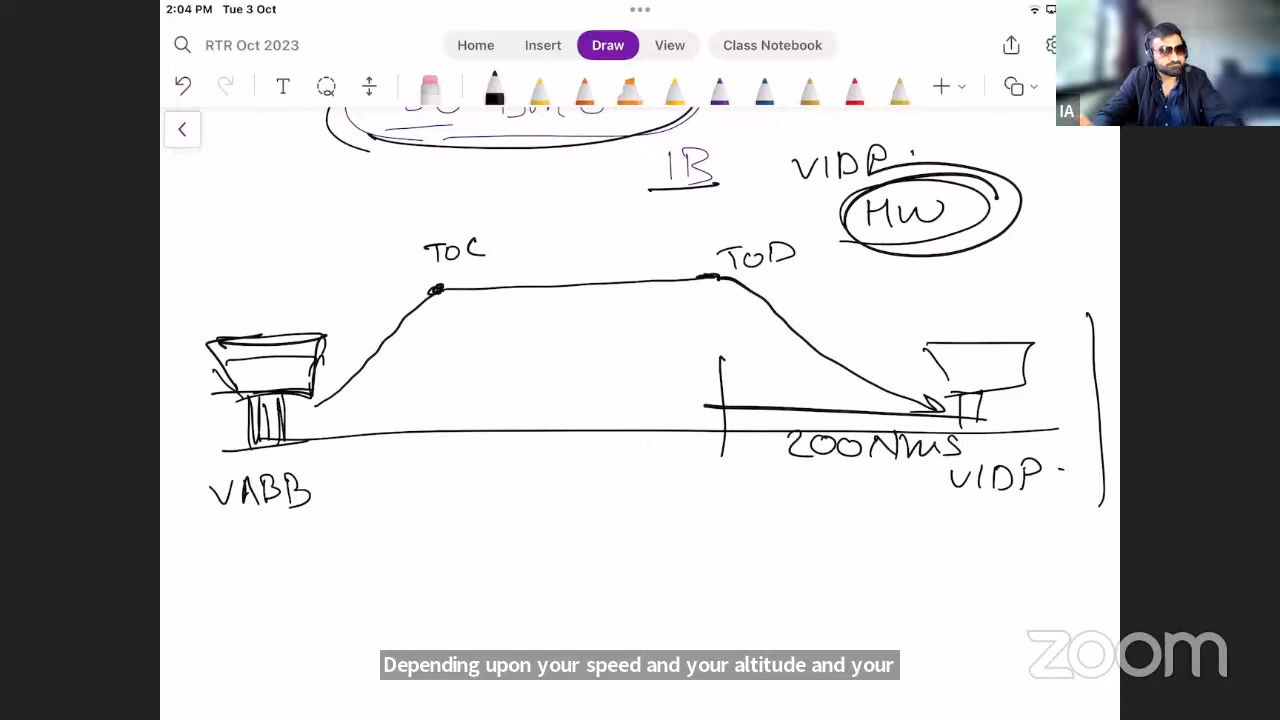 2:04 PM Tue 3 Oct
RTR Oct 2023
Home Insert Draw View Class Notebook
T
IA
1B
VIDP.
HW
TOC
TOD
200Nms
VABB
VIDP.
Depending upon your speed and your altitude and your
zoom